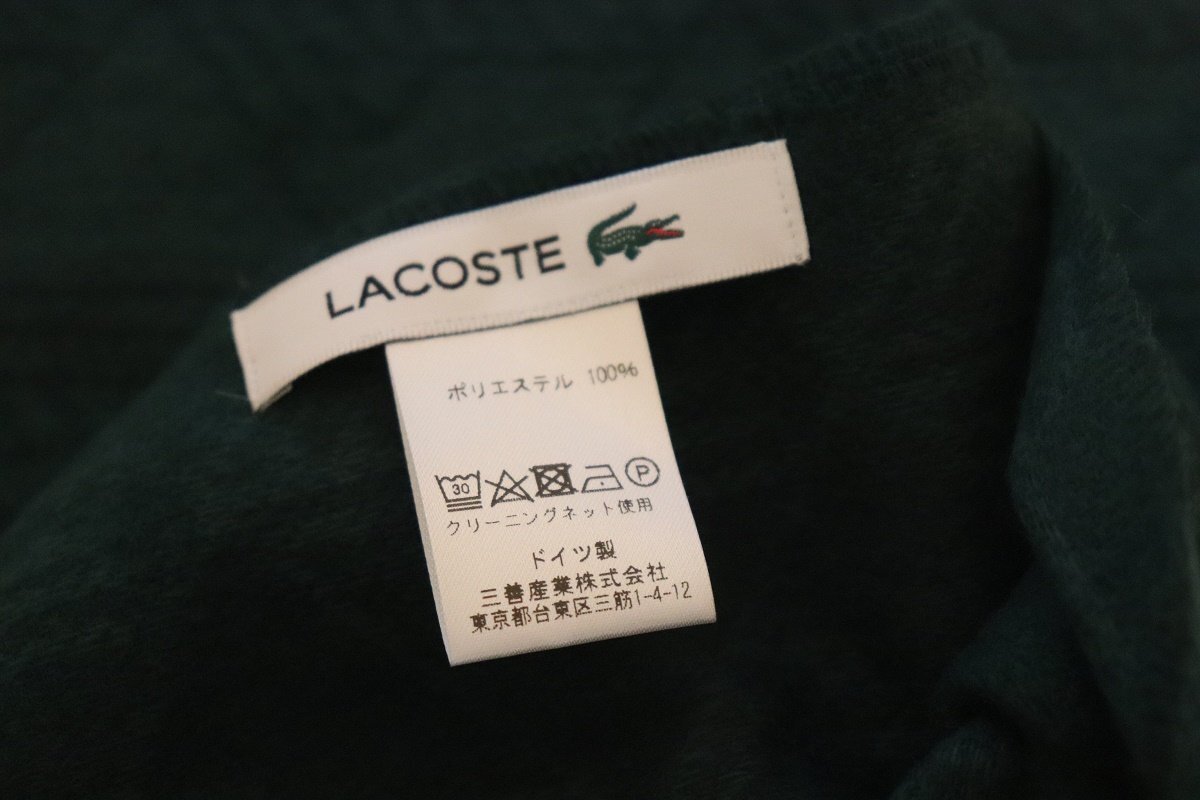 LACOSTE
ポリエステル 100%
30 P
クリーニングネット使用
ドイツ製
三善産業株式会社
東京都台東区三筋1-4-12